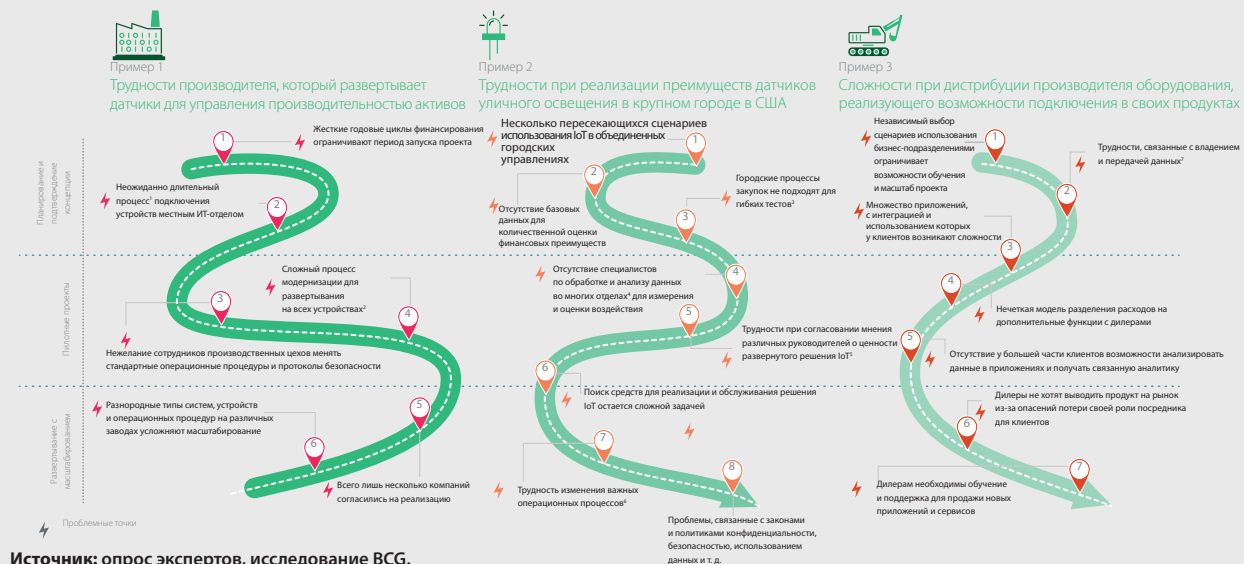 Пример 1
Трудности производителя, который развертывает
датчики для управления производительностью активов
Планирование и
подтверждение
концепции
Пилотные проекты
Развертывание с
масштабированием
1
Жесткие годовые циклы финансирования
ограничивают период запуска проекта
Неожиданно длительный
процесс¹ подключения
устройств местным ИТ-отделом
2
Сложный процесс
модернизации для
развертывания
на всех устройствах²
3
4
Нежелание сотрудников производственных цехов менять
стандартные операционные процедуры и протоколы безопасности
Разнородные типы систем, устройств
и операционных процедур на различных
заводах усложняют масштабирование
5
6
Всего лишь несколько компаний
согласились на реализацию
Проблемные точки
Пример 2
Трудности при реализации преимуществ датчиков
уличного освещения в крупном городе в США
Несколько пересекающихся сценариев
использования IoT в объединенных
городских
управлениях
1
2
Городские процессы
закупок не подходят для
гибких тестов³
Отсутствие базовых
данных для
количественной оценки
финансовых преимуществ
3
Отсутствие специалистов
по обработке и анализу данных
во многих отделах⁴ для измерения
и оценки воздействия
4
5
Трудности при согласовании мнения
различных руководителей о ценности
развернутого решения IoT⁵
6
Поиск средств для реализации и обслуживания решения
IoT остается сложной задачей
7
Трудность изменения важных
операционных процессов⁶
8
Проблемы, связанные с законами
и политиками конфиденциальности,
безопасностью, использованием
данных и т. д.
Пример 3
Сложности при дистрибуции производителя оборудования,
реализующего возможности подключения в своих продуктах
Независимый выбор
сценариев использования
бизнес-подразделениями
ограничивает
возможности обучения
и масштаб проекта
1
Трудности, связанные с владением
и передачей данных⁷
2
Множество приложений,
с интеграцией и
использованием которых
у клиентов возникают сложности
3
4
Нечеткая модель разделения расходов на
дополнительные функции с дилерами
5
Отсутствие у большей части клиентов возможности анализировать
данные в приложениях и получать связанную аналитику
Дилеры не хотят выводить продукт на рынок
из-за опасений потери своей роли посредника
для клиентов
6
7
Дилерам необходимы обучение
и поддержка для продажи новых
приложений и сервисов
Источник: опрос экспертов, исследование BCG.